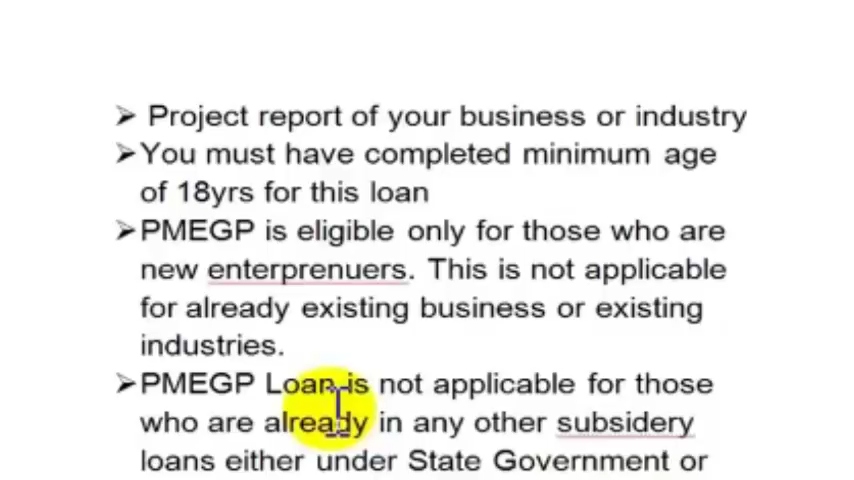 ➢ Project report of your business or industry
➢ You must have completed minimum age
of 18yrs for this loan
➢ PMEGP is eligible only for those who are
new enterprenuers. This is not applicable
for already existing business or existing
industries.
➢ PMEGP Loan is not applicable for those
who are already in any other subsidery
loans either under State Government or